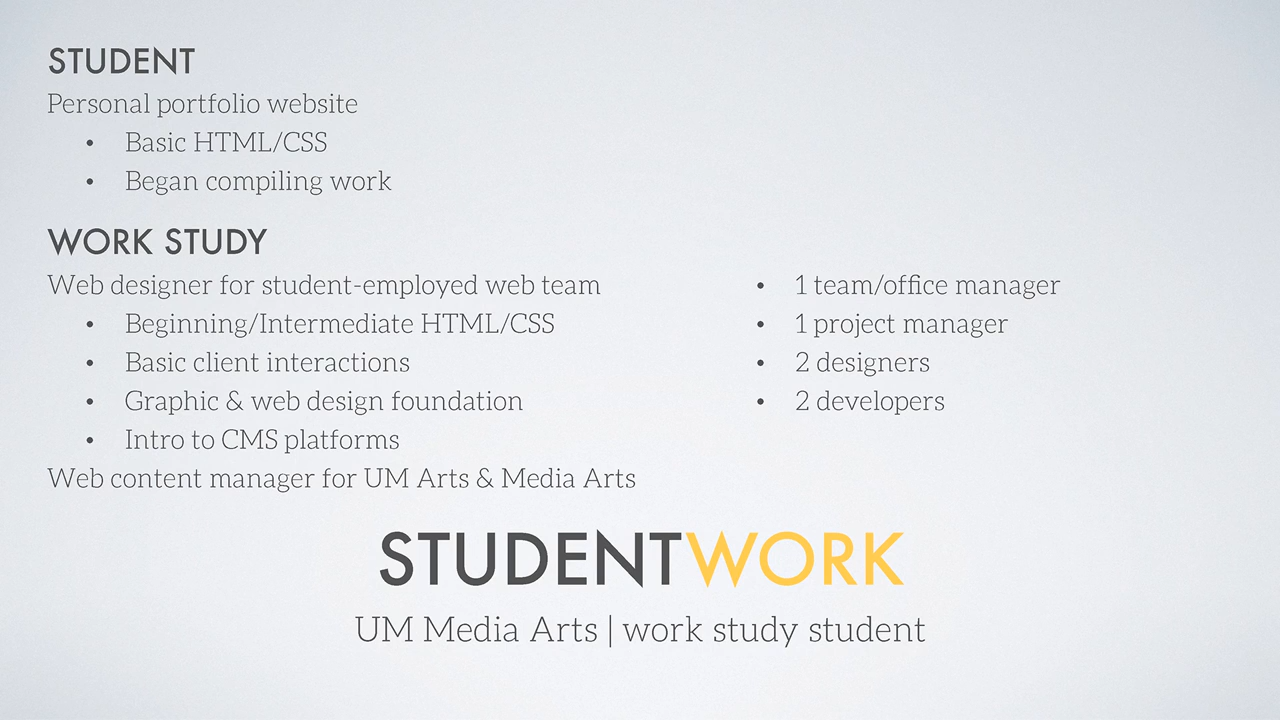 STUDENT
Personal portfolio website
• Basic HTML/CSS
• Began compiling work
WORK STUDY
Web designer for student-employed web team
• Beginning/Intermediate HTML/CSS
• Basic client interactions
• Graphic & web design foundation
• Intro to CMS platforms
Web content manager for UM Arts & Media Arts
• 1 team/office manager
• 1 project manager
• 2 designers
• 2 developers
STUDENTWORK
UM Media Arts | work study student